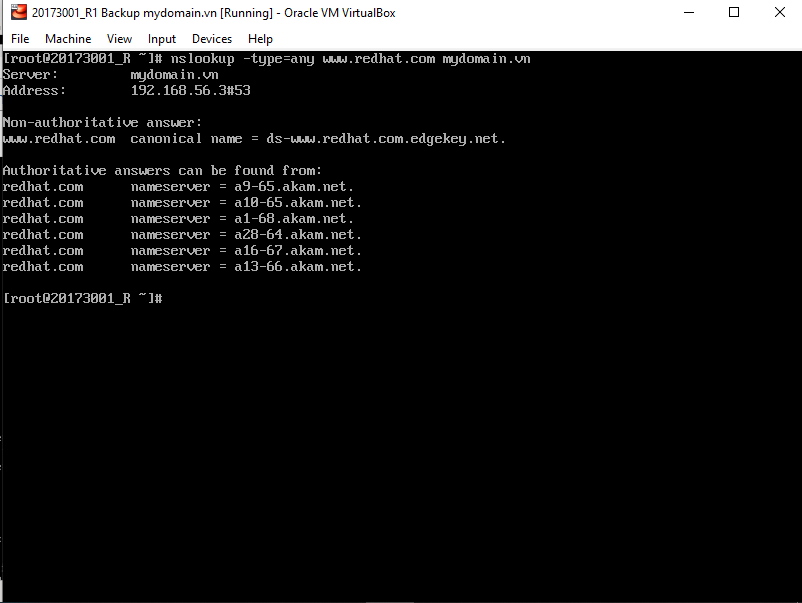 20173001_R1 Backup mydomain.vn [Running] - Oracle VM VirtualBox
File Machine View Input Devices Help
[root@20173001_R ~]# nslookup -type=any www.redhat.com mydomain.vn
Server: mydomain.vn
Address: 192.168.56.3#53
Non-authoritative answer:
www.redhat.com canonical name = ds-www.redhat.com.edgekey.net.
Authoritative answers can be found from:
redhat.com nameserver = a9-65.akam.net.
redhat.com nameserver = a10-65.akam.net.
redhat.com nameserver = a1-68.akam.net.
redhat.com nameserver = a28-64.akam.net.
redhat.com nameserver = a16-67.akam.net.
redhat.com nameserver = a13-66.akam.net.
[root@20173001_R ~]#